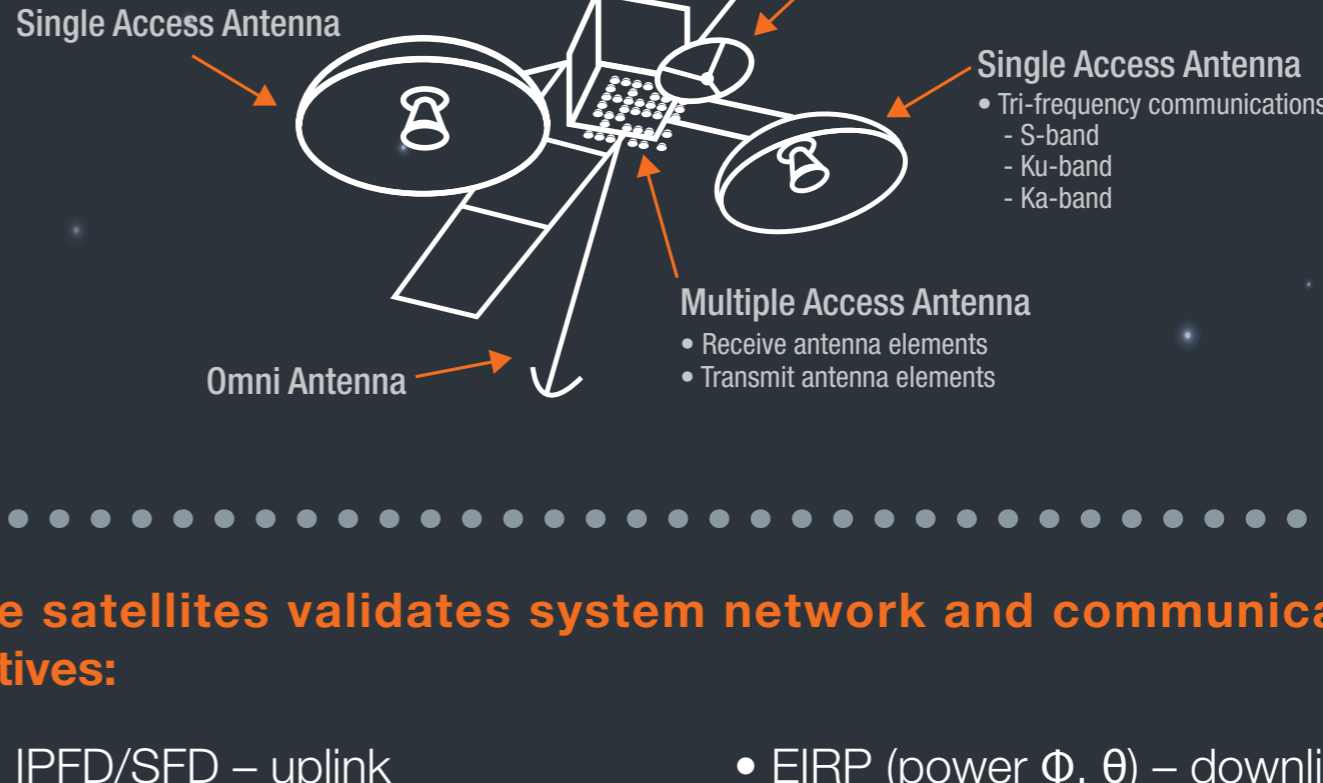 Single Access Antenna
Single Access Antenna
• Tri-frequency communications
- S-band
- Ku-band
- Ka-band
Multiple Access Antenna
• Receive antenna elements
• Transmit antenna elements
Omni Antenna
e satellites validates system network and communica
tives:
IPFD/SFD – uplink
• EIRP (power Φ, θ) – downli